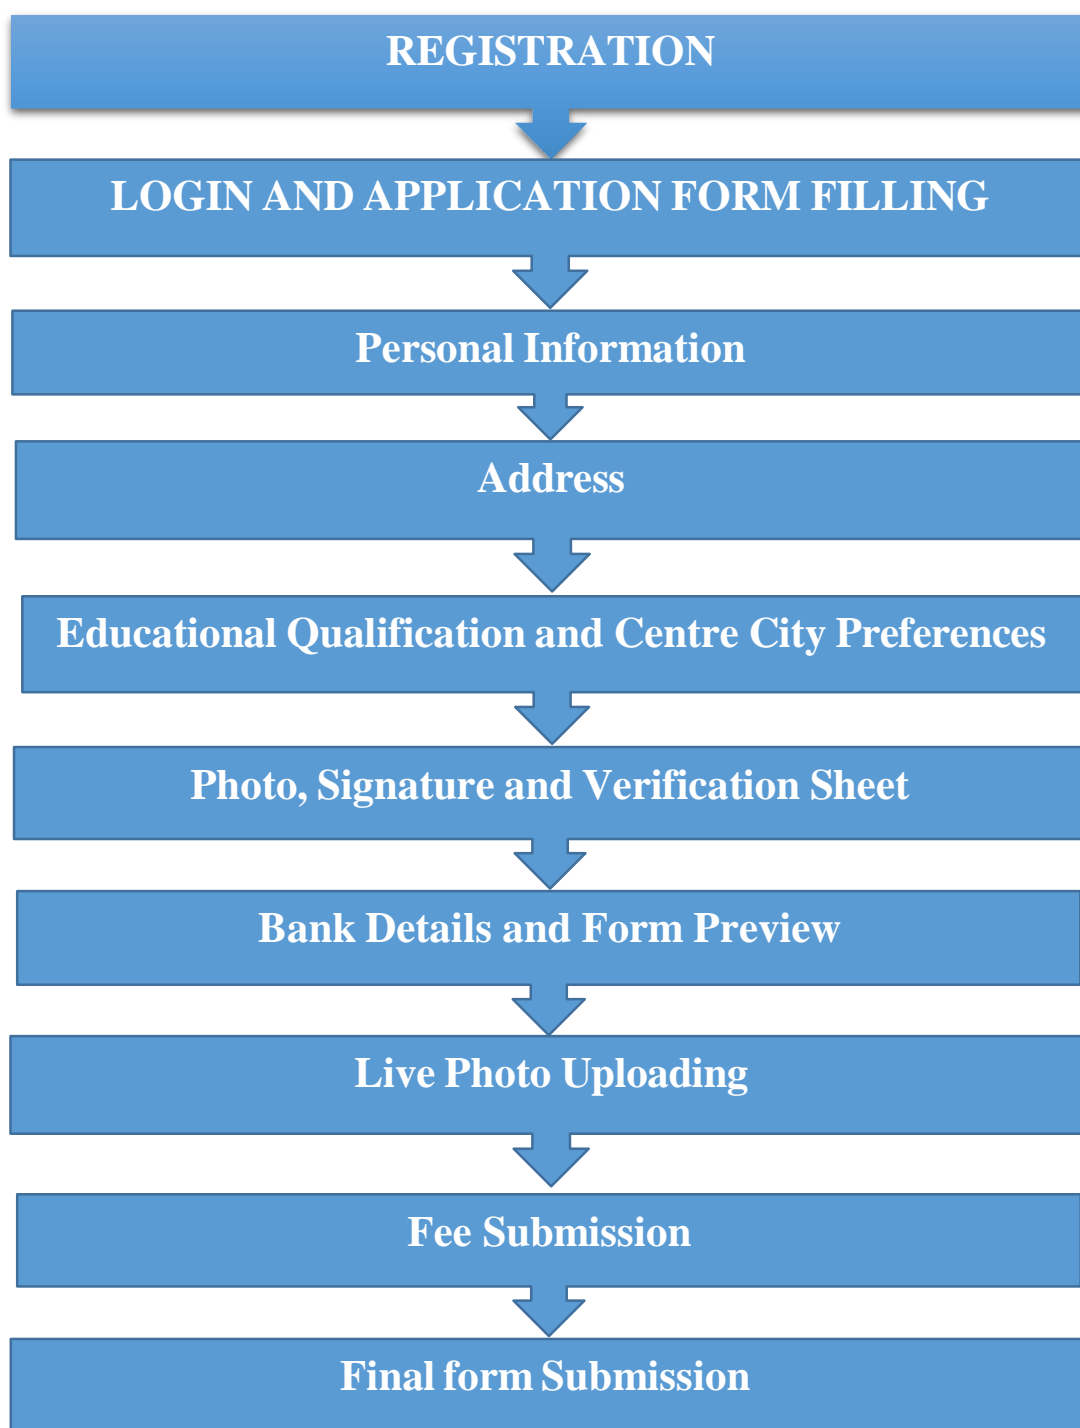 REGISTRATION
LOGIN AND APPLICATION FORM FILLING
Personal Information
Address
Educational Qualification and Centre City Preferences
Photo, Signature and Verification Sheet
Bank Details and Form Preview
Live Photo Uploading
Fee Submission
Final form Submission